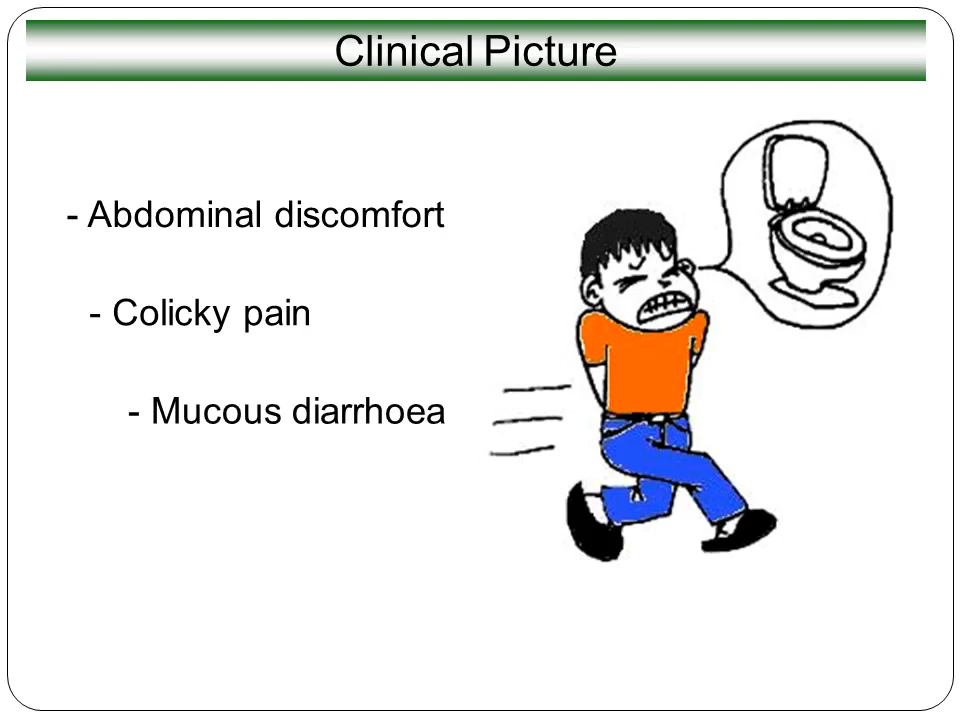 Clinical Picture
- Abdominal discomfort
- Colicky pain
- Mucous diarrhoea